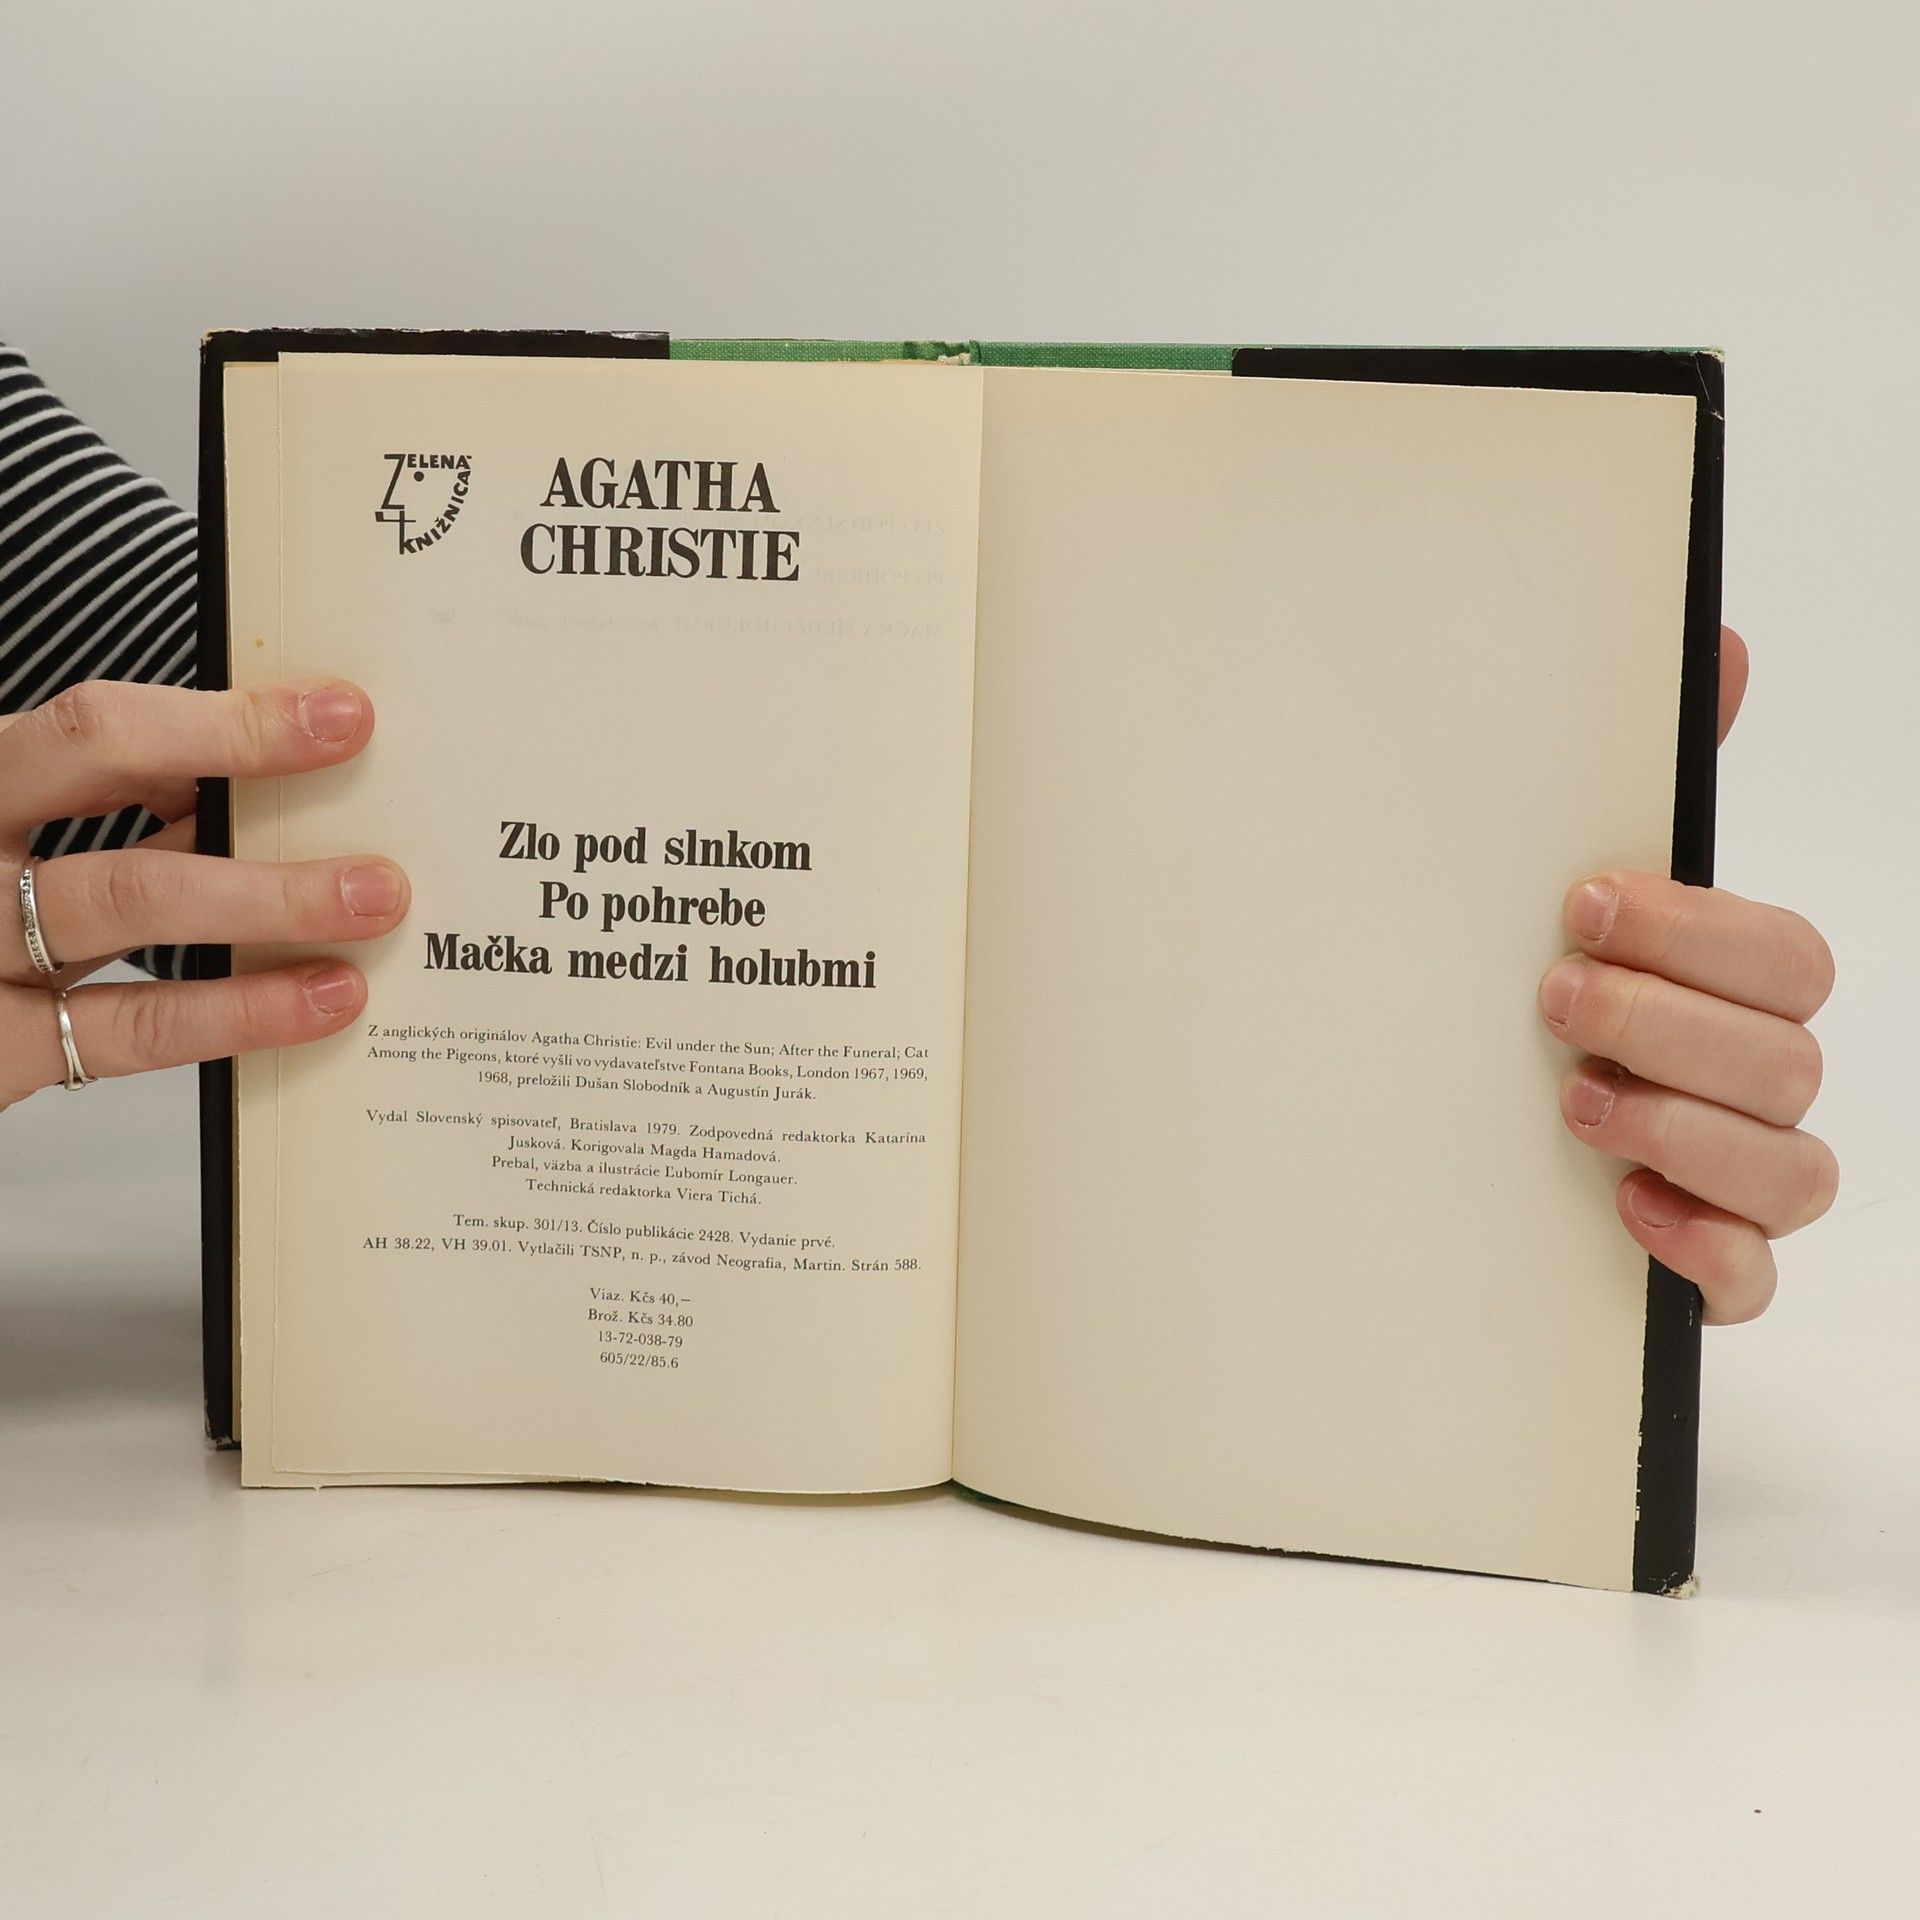 ZELENÁ
KNIŽNICA
AGATHA
CHRISTIE
Zlo pod slnkom
Po pohrebe
Mačka medzi holubmi
Z anglických originálov Agatha Christie: Evil under the Sun; After the Funeral; Cat
Among the Pigeons, ktoré vyšli vo vydavateľstve Fontana Books, London 1967, 1969,
1968, preložili Dušan Slobodník a Augustín Jurák.
Vydal Slovenský spisovateľ, Bratislava 1979. Zodpovedná redaktorka Katarína
Jusková. Korigovala Magda Hamadová.
Prebal, väzba a ilustrácie Ľubomír Longauer.
Technická redaktorka Viera Tichá.
Tem. skup. 301/13. Číslo publikácie 2428. Vydanie prvé.
AH 38.22, VH 39.01. Vytlačili TSNP, n. p., závod Neografia, Martin. Strán 588.
Viaz. Kčs 40,—
Brož. Kčs 34.80
13-72-038-79
605/22/85.6